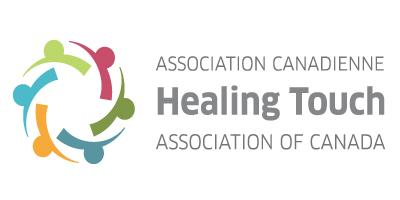 ASSOCIATION CANADIENNE
Healing Touch
ASSOCIATION OF CANADA